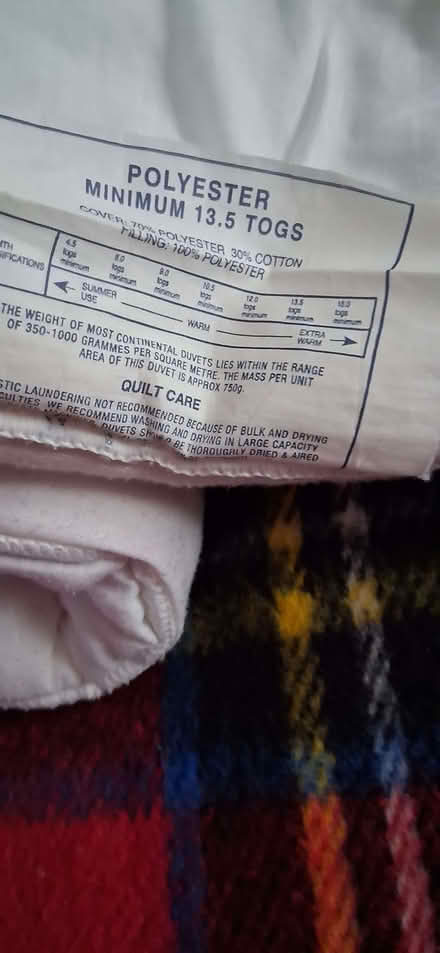 POLYESTER
MINIMUM 13.5 TOGS
COVER: 70% POLYESTER 30% COTTON
FILLING: 100% POLYESTER
4.5 togs minimum
6.0 togs minimum
9.0 togs minimum
10.5 togs minimum
12.0 togs minimum
13.5 togs minimum
15.0 togs minimum
SUMMER USE
WARM
EXTRA WARM
THE WEIGHT OF MOST CONTINENTAL DUVETS LIES WITHIN THE RANGE
OF 350-1000 GRAMMES PER SQUARE METRE. THE MASS PER UNIT
AREA OF THIS DUVET IS APPROX 750g.
QUILT CARE
STIC LAUNDERING NOT RECOMMENDED BECAUSE OF BULK AND DRYING
CULTIES. WE RECOMMEND WASHING AND DRYING IN LARGE CAPACITY
DUVETS SHOULD BE THOROUGHLY DRIED & AIRED